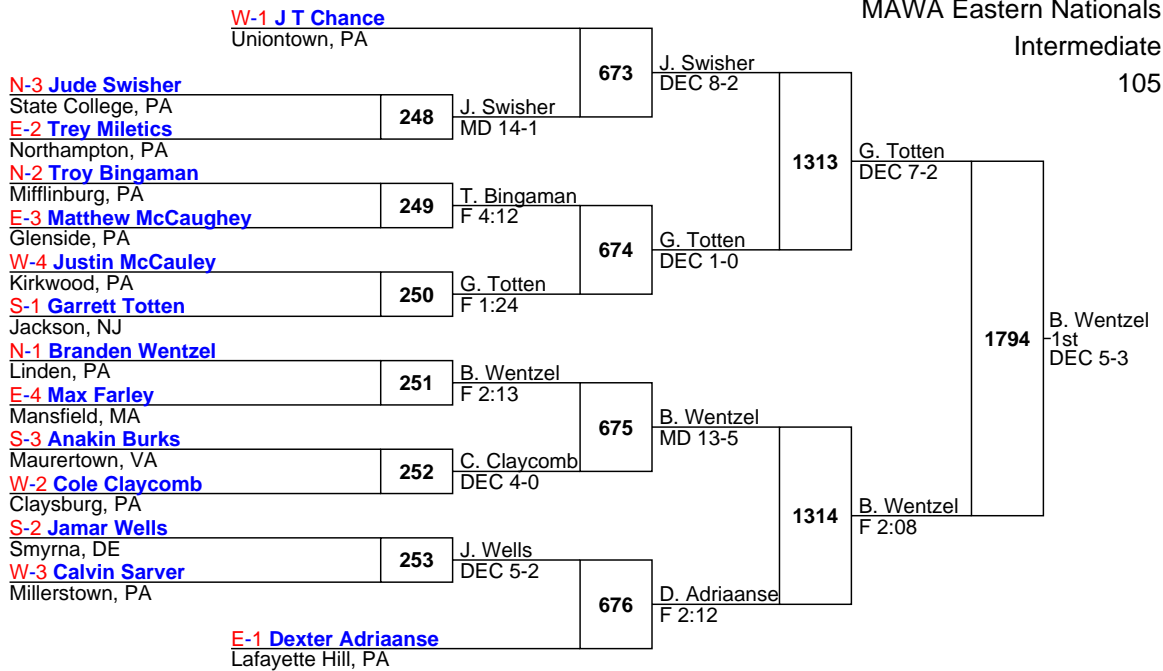 MAWA Eastern Nationals
Intermediate
105
W-1 J T Chance
Uniontown, PA
673
J. Swisher
DEC 8-2
N-3 Jude Swisher
State College, PA
248
J. Swisher
MD 14-1
E-2 Trey Miletics
Northampton, PA
1313
G. Totten
DEC 7-2
N-2 Troy Bingaman
Mifflinburg, PA
249
T. Bingaman
F 4:12
E-3 Matthew McCaughey
Glenside, PA
674
G. Totten
DEC 1-0
W-4 Justin McCauley
Kirkwood, PA
250
G. Totten
F 1:24
S-1 Garrett Totten
Jackson, NJ
1794
B. Wentzel
1st
DEC 5-3
N-1 Branden Wentzel
Linden, PA
251
B. Wentzel
F 2:13
E-4 Max Farley
Mansfield, MA
675
B. Wentzel
MD 13-5
S-3 Anakin Burks
Maurertown, VA
252
C. Claycomb
DEC 4-0
W-2 Cole Claycomb
Claysburg, PA
1314
B. Wentzel
F 2:08
S-2 Jamar Wells
Smyrna, DE
253
J. Wells
DEC 5-2
W-3 Calvin Sarver
Millerstown, PA
676
D. Adriaanse
F 2:12
E-1 Dexter Adriaanse
Lafayette Hill, PA